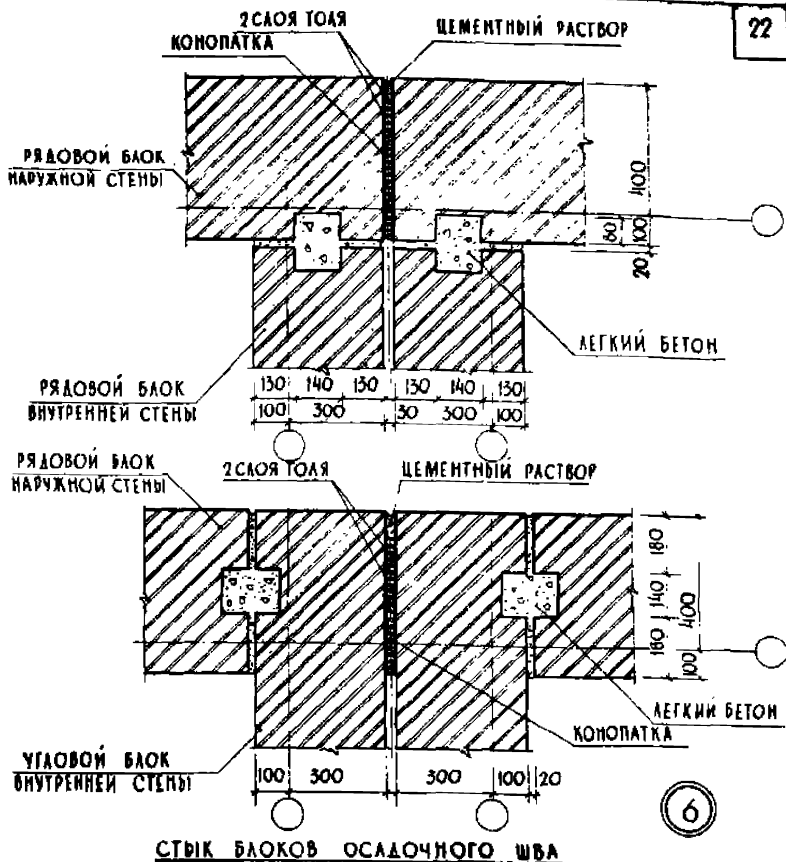 22
2 СЛОЯ ТОЛЯ
ЦЕМЕНТНЫЙ РАСТВОР
КОНОПАТКА
РЯДОВОЙ БЛОК
НАРУЖНОЙ СТЕНЫ
400
80
100
20
ЛЕГКИЙ БЕТОН
РЯДОВОЙ БЛОК
ВНУТРЕННЕЙ СТЕНЫ
130 140 130 130 140 130
100 300 30 300 100
РЯДОВОЙ БЛОК
НАРУЖНОЙ СТЕНЫ
2 СЛОЯ ТОЛЯ
ЦЕМЕНТНЫЙ РАСТВОР
180
140
180
400
100
ЛЕГКИЙ БЕТОН
КОНОПАТКА
УГЛОВОЙ БЛОК
ВНУТРЕННЕЙ СТЕНЫ
100 300 300 100 20
6
СТЫК БЛОКОВ ОСАДОЧНОГО ШВА